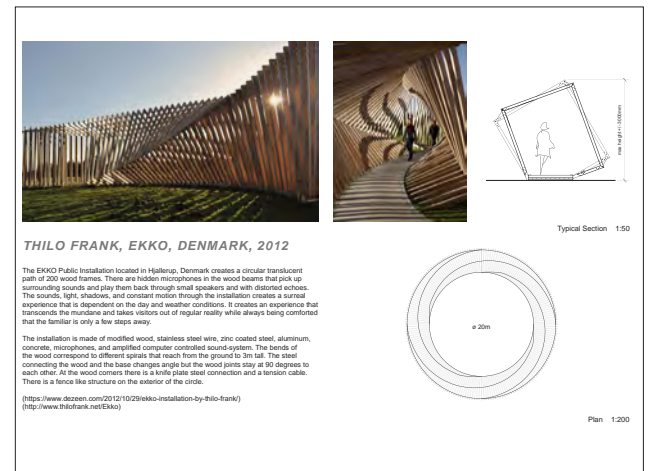 max height +/-3000mm
Typical Section 1:50
THILO FRANK, EKKO, DENMARK, 2012
The EKKO Public Installation located in Hjallerup, Denmark creates a circular translucent
path of 200 wood frames. There are hidden microphones in the wood beams that pick up
surrounding sounds and play them back through small speakers and with distorted echoes.
The sounds, light, shadows, and constant motion through the installation creates a surreal
experience that is dependent on the day and weather conditions. It creates an experience that
transcends the mundane and takes visitors out of regular reality while always being comforted
that the familiar is only a few steps away.
The installation is made of modified wood, stainless steel wire, zinc coated steel, aluminum,
concrete, microphones, and amplified computer controlled sound-system. The bends of
the wood correspond to different spirals that reach from the ground to 3m tall. The steel
connecting the wood and the base changes angle but the wood joints stay at 90 degrees to
each other. At the wood corners there is a knife plate steel connection and a tension cable.
There is a fence like structure on the exterior of the circle.
(https://www.dezeen.com/2012/10/29/ekko-installation-by-thilo-frank/)
(http://www.thilofrank.net/Ekko)
ø 20m
Plan 1:200